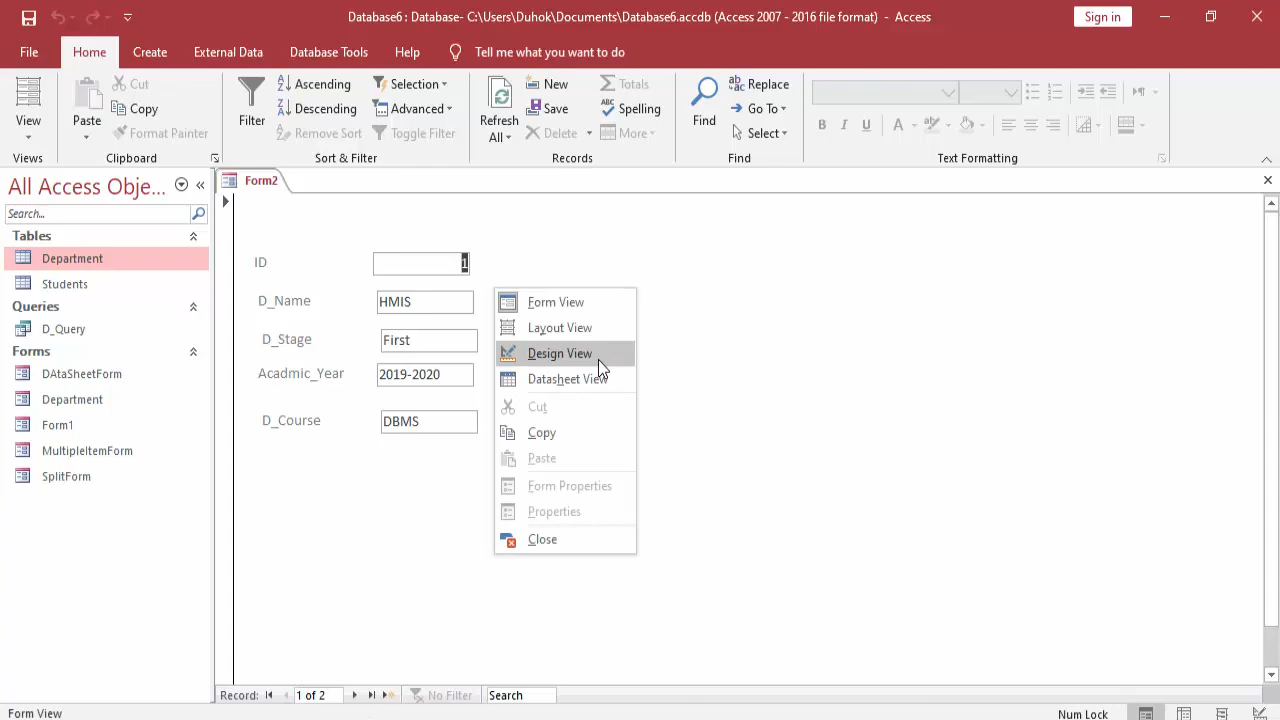 Database6 : Database- C:\Users\Duhok\Documents\Database6.accdb (Access 2007 - 2016 file format) - Access
Sign in
File Home Create External Data Database Tools Help Tell me what you want to do
View
Views
Paste
Cut
Copy
Format Painter
Clipboard
Filter
Ascending
Descending
Remove Sort
Selection
Advanced
Toggle Filter
Sort & Filter
Refresh
All
New
Save
Delete
Totals
Spelling
More
Records
Find
Replace
Go To
Select
Find
B I U A
Text Formatting
All Access Obje...
Search...
Tables
Department
Students
Queries
D_Query
Forms
DAtaSheetForm
Department
Form1
MultipleItemForm
SplitForm
Form2
ID 1
D_Name HMIS
D_Stage First
Acadmic_Year 2019-2020
D_Course DBMS
Form View
Layout View
Design View
Datasheet View
Cut
Copy
Paste
Form Properties
Properties
Close
Record: 1 of 2 No Filter Search
Form View Num Lock